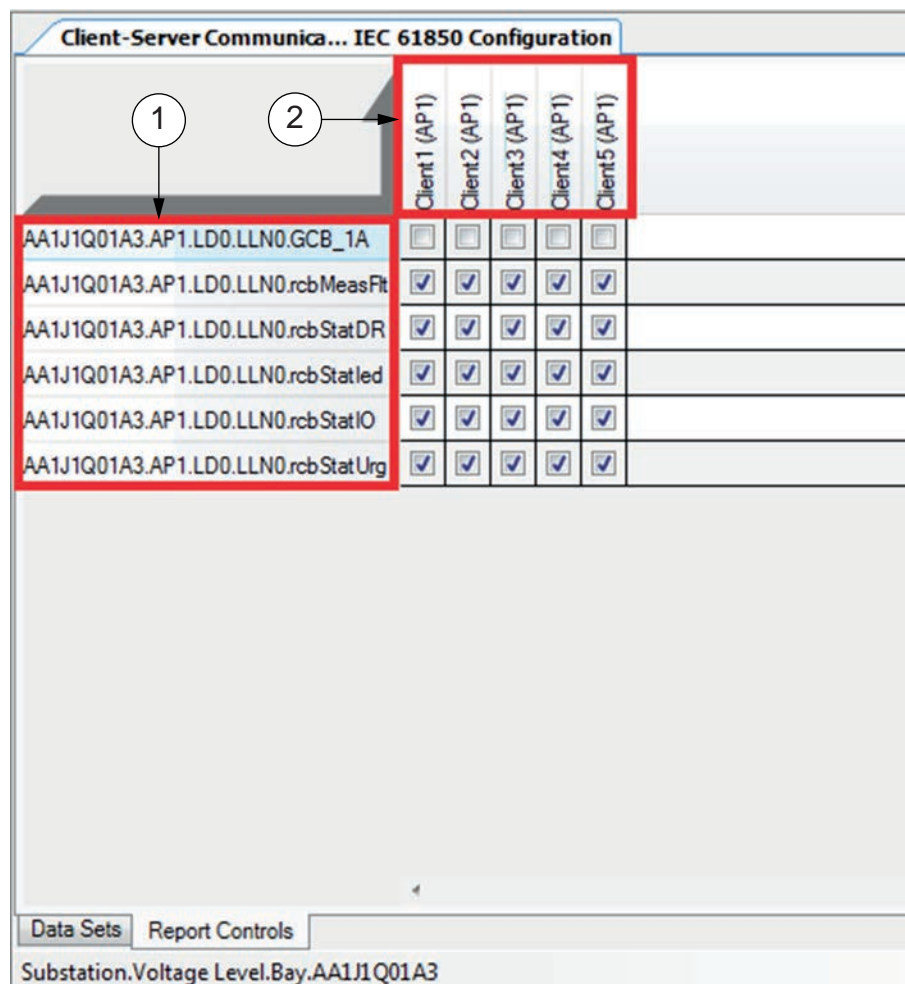 Client-Server Communica... IEC 61850 Configuration
1
2
Client1 (AP1)
Client2 (AP1)
Client3 (AP1)
Client4 (AP1)
Client5 (AP1)
AA1J1Q01A3.AP1.LD0.LLN0.GCB_1A
AA1J1Q01A3.AP1.LD0.LLN0.rcbMeasFlt
AA1J1Q01A3.AP1.LD0.LLN0.rcbStatDR
AA1J1Q01A3.AP1.LD0.LLN0.rcbStatled
AA1J1Q01A3.AP1.LD0.LLN0.rcbStatIO
AA1J1Q01A3.AP1.LD0.LLN0.rcbStatUrg
Data Sets
Report Controls
Substation.Voltage Level.Bay.AA1J1Q01A3